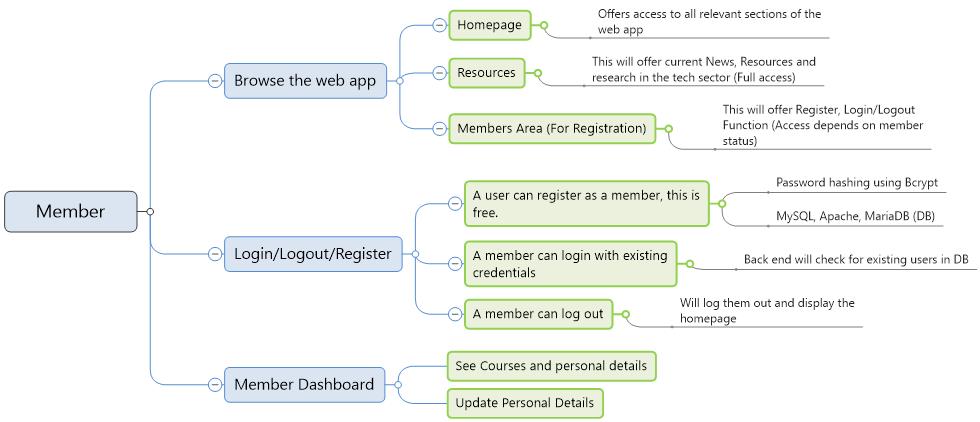 Member
Browse the web app
Homepage
Offers access to all relevant sections of the
web app
Resources
This will offer current News, Resources and
research in the tech sector (Full access)
Members Area (For Registration)
This will offer Register, Login/Logout
Function (Access depends on member
status)
Login/Logout/Register
A user can register as a member, this is
free.
Password hashing using Bcrypt
MySQL, Apache, MariaDB (DB)
A member can login with existing
credentials
Back end will check for existing users in DB
A member can log out
Will log them out and display the
homepage
Member Dashboard
See Courses and personal details
Update Personal Details